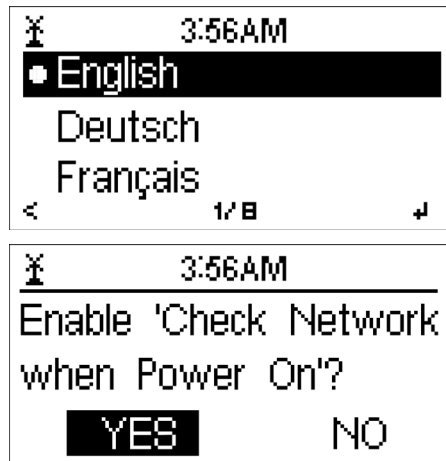 3:56AM
English
Deutsch
Français
< 1/8
3:56AM
Enable 'Check Network
when Power On'?
YES NO